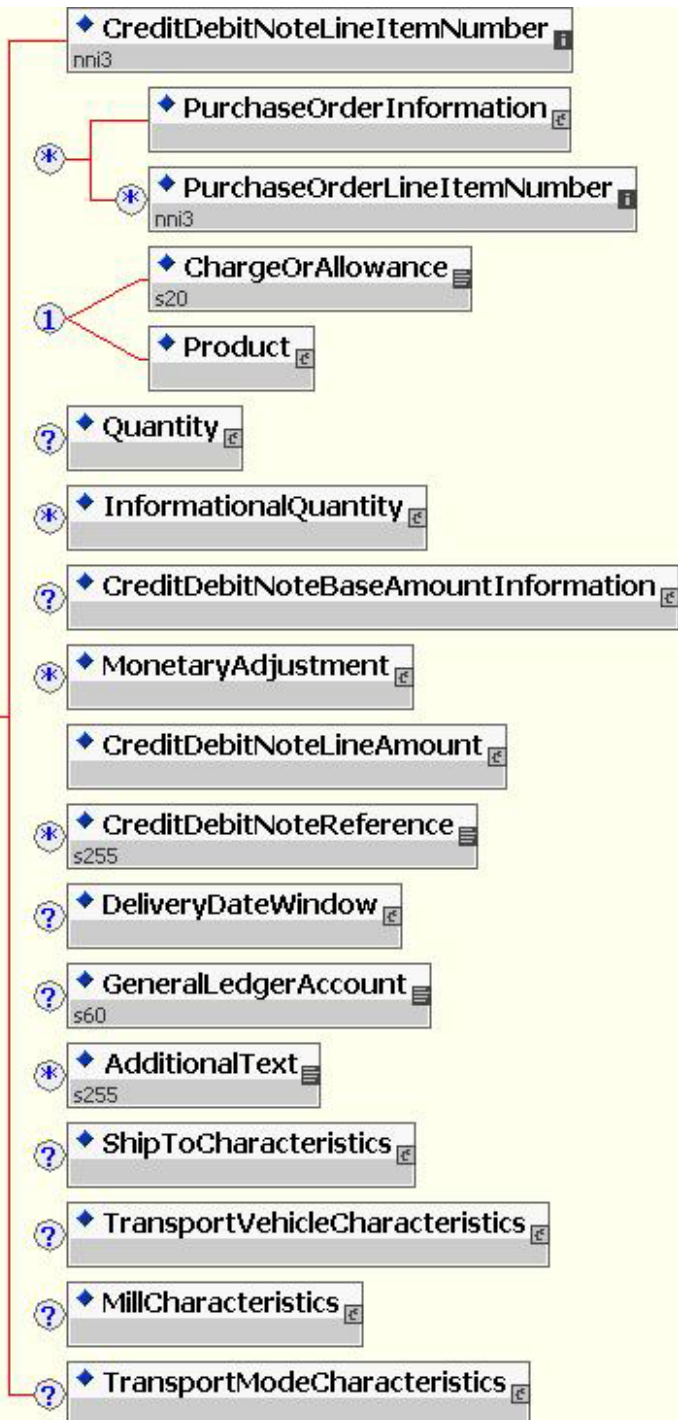 CreditDebitNoteLineItemNumber
nni3
PurchaseOrderInformation
*
PurchaseOrderLineItemNumber
*
nni3
ChargeOrAllowance
s20
1
Product
Quantity
?
InformationalQuantity
*
CreditDebitNoteBaseAmountInformation
?
MonetaryAdjustment
*
CreditDebitNoteLineAmount
CreditDebitNoteReference
*
s255
DeliveryDateWindow
?
GeneralLedgerAccount
?
s60
AdditionalText
*
s255
ShipToCharacteristics
?
TransportVehicleCharacteristics
?
MillCharacteristics
?
TransportModeCharacteristics
?